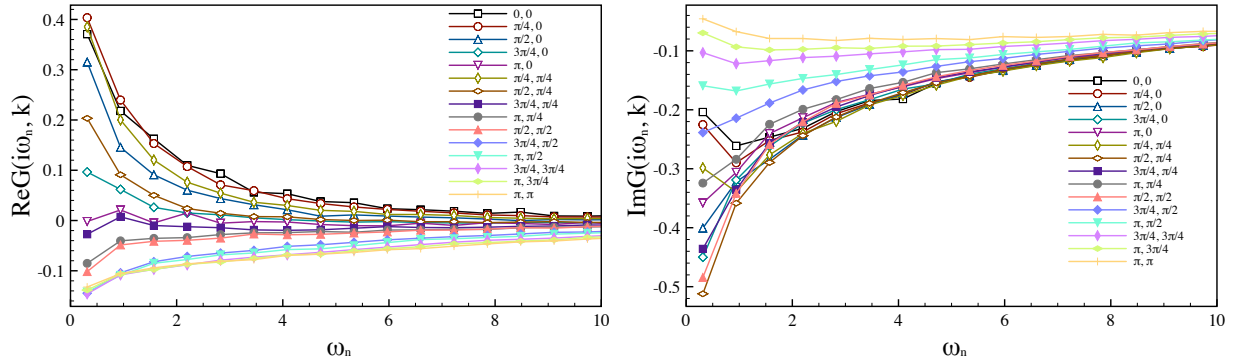 ReG(iωn, k)
0.4
0.3
0.2
0.1
0
-0.1
0
2
4
6
8
10
ωn
0, 0
π/4, 0
π/2, 0
3π/4, 0
π, 0
π/4, π/4
π/2, π/4
3π/4, π/4
π, π/4
π/2, π/2
3π/4, π/2
π, π/2
3π/4, 3π/4
π, 3π/4
π, π
ImG(iωn, k)
-0.1
-0.2
-0.3
-0.4
-0.5
0
2
4
6
8
10
ωn
0, 0
π/4, 0
π/2, 0
3π/4, 0
π, 0
π/4, π/4
π/2, π/4
3π/4, π/4
π, π/4
π/2, π/2
3π/4, π/2
π, π/2
3π/4, 3π/4
π, 3π/4
π, π